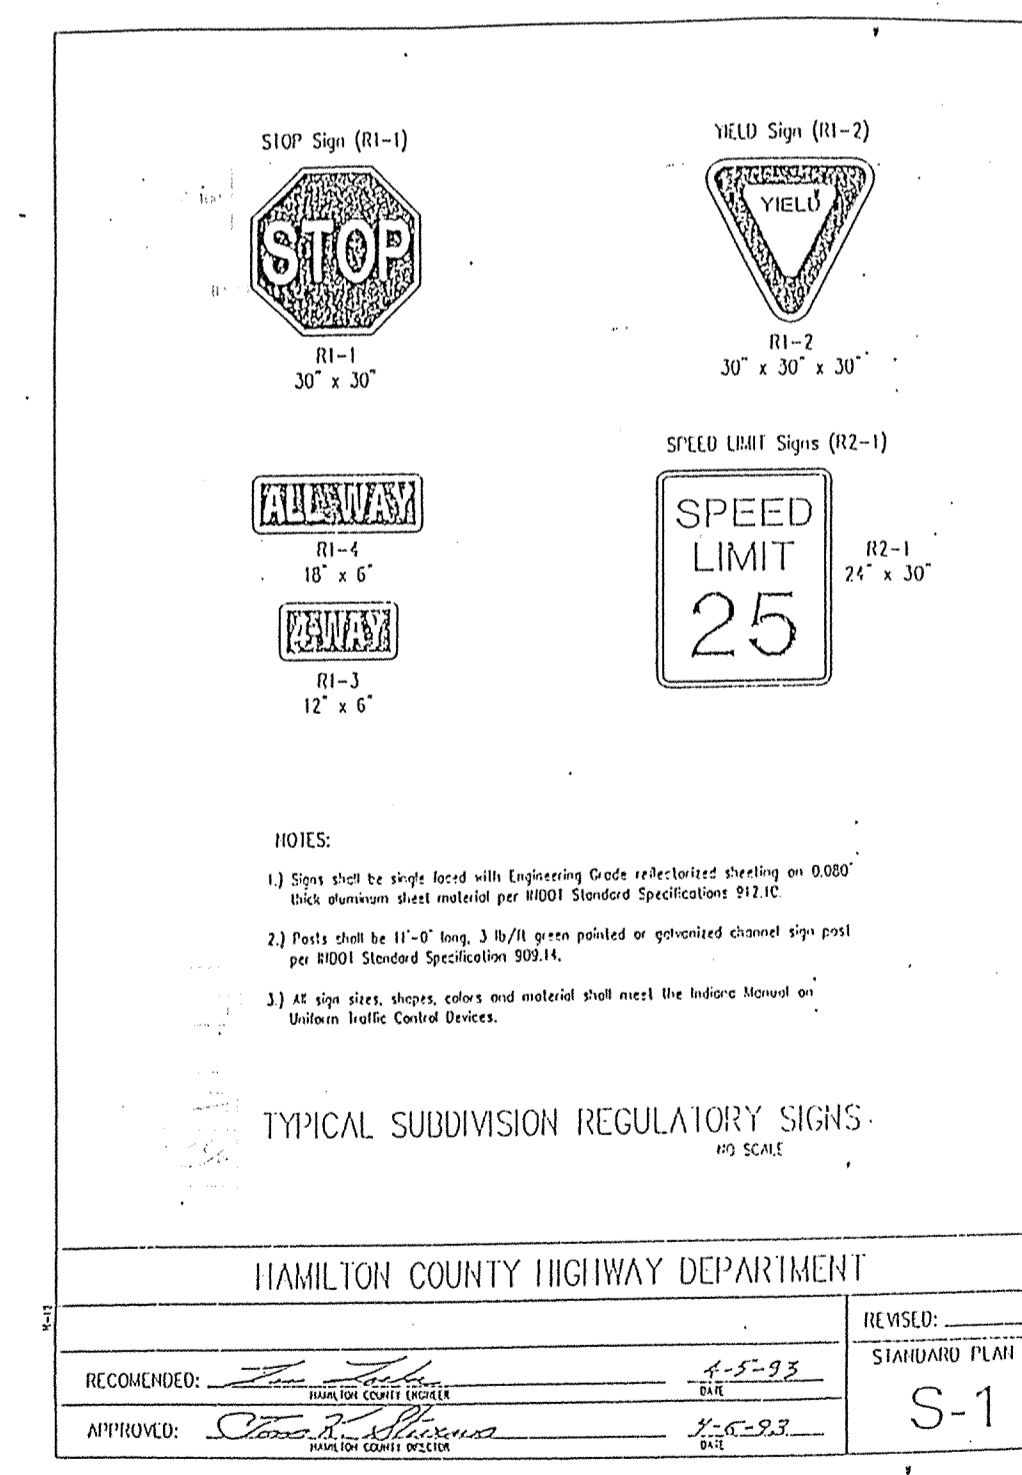 STOP Sign (R1-1)
STOP
R1-1
30" x 30"
YIELD Sign (R1-2)
YIELD
R1-2
30" x 30" x 30"
ALL-WAY
R1-4
18" x 6"
4-WAY
R1-3
12" x 6"
SPEED LIMIT Signs (R2-1)
SPEED
LIMIT
25
R2-1
24" x 30"
NOTES:
1.) Signs shall be single faced with Engineering Grade reflectorized sheeting on 0.080"
thick aluminum sheet material per INDOT Standard Specifications 912.1C.
2.) Posts shall be 11'-0" long, 3 lb/ft green painted or galvanized channel sign post
per INDOT Standard Specification 909.14.
3.) All sign sizes, shapes, colors and material shall meet the Indiana Manual on
Uniform Traffic Control Devices.
TYPICAL SUBDIVISION REGULATORY SIGNS
NO SCALE
HAMILTON COUNTY HIGHWAY DEPARTMENT
REVISED:
STANDARD PLAN
S-1
RECOMENDED: 4-5-93
HAMILTON COUNTY ENGINEER DATE
APPROVED: 4-6-93
HAMILTON COUNTY DIRECTOR DATE